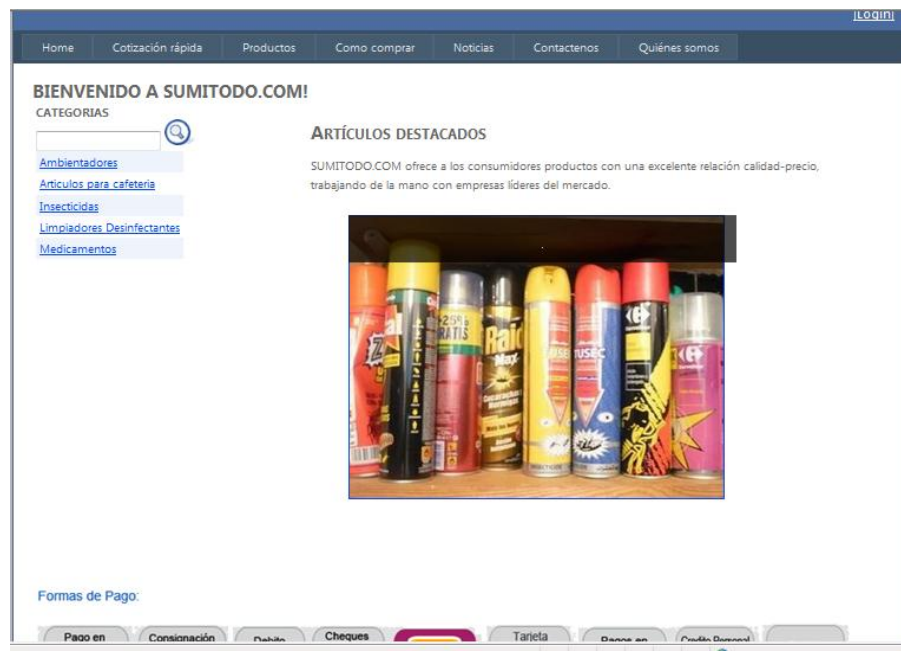 [Login]
Home Cotización rápida Productos Como comprar Noticias Contactenos Quiénes somos
BIENVENIDO A SUMITODO.COM!
CATEGORIAS
Ambientadores
Articulos para cafeteria
Insecticidas
Limpiadores Desinfectantes
Medicamentos
ARTÍCULOS DESTACADOS
SUMITODO.COM ofrece a los consumidores productos con una excelente relación calidad-precio,
trabajando de la mano con empresas líderes del mercado.
+25%
GRATIS
Raid
Max
Formas de Pago:
Pago en Consignación Debito Cheques Tarjeta Pagos en Credito Personal